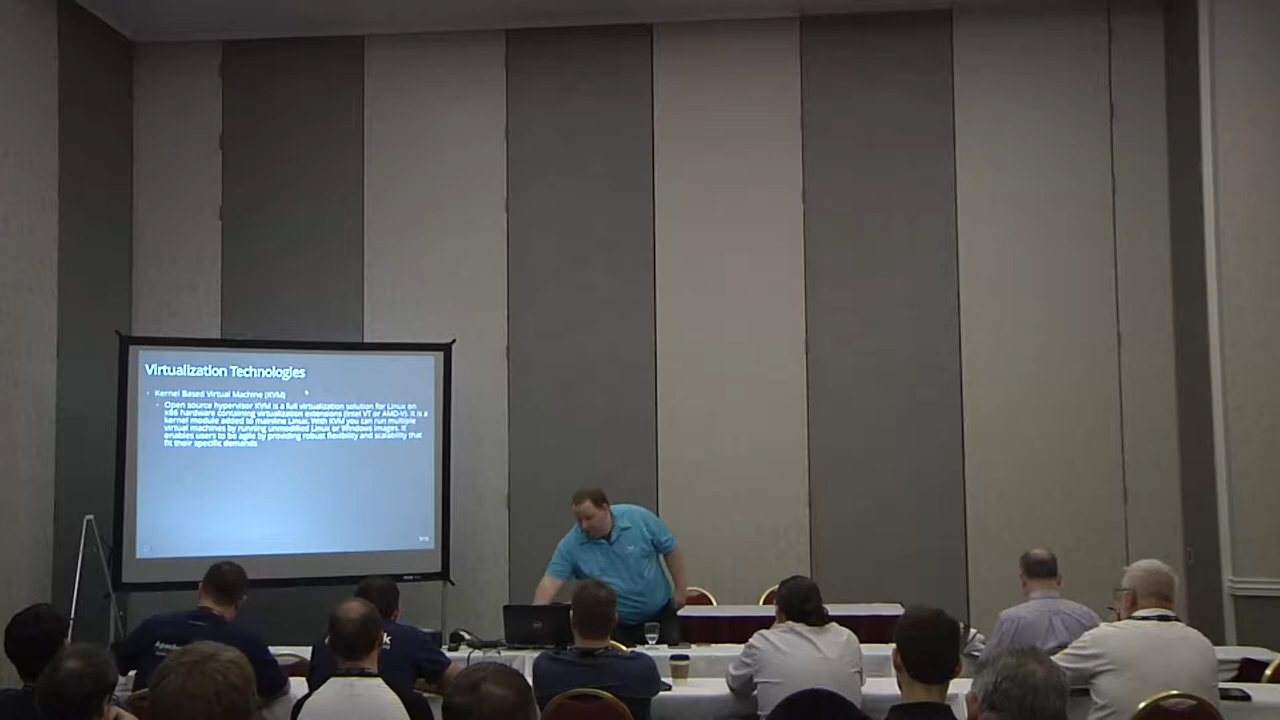 Virtualization Technologies
Kernel Based Virtual Machine (KVM)
Open source hypervisor KVM is a full virtualization solution for Linux on
x86 hardware containing virtualization extensions (Intel VT or AMD-V). It is a
kernel module added to mainline Linux. With KVM you can run multiple
virtual machines by running unmodified Linux or Windows images. It
enables users to be agile by providing robust flexibility and scalability that
fit their specific demands